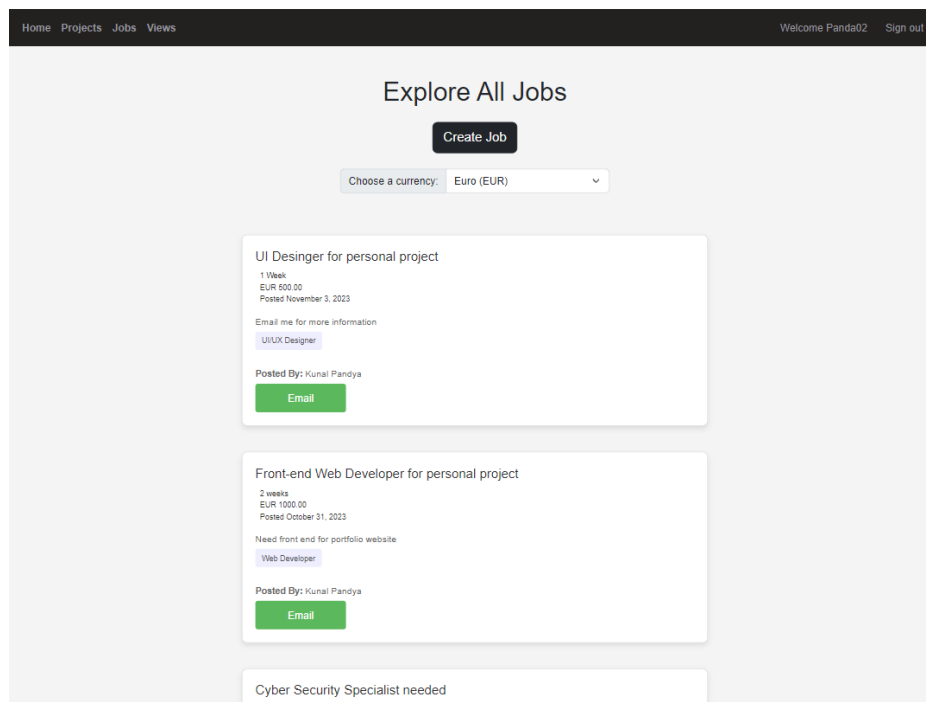 Home Projects Jobs Views Welcome Panda02 Sign out
Explore All Jobs
Create Job
Choose a currency: Euro (EUR)
UI Desinger for personal project
1 Week
EUR 500.00
Posted November 3, 2023
Email me for more information
UI/UX Designer
Posted By: Kunal Pandya
Email
Front-end Web Developer for personal project
2 weeks
EUR 1000.00
Posted October 31, 2023
Need front end for portfolio website
Web Developer
Posted By: Kunal Pandya
Email
Cyber Security Specialist needed